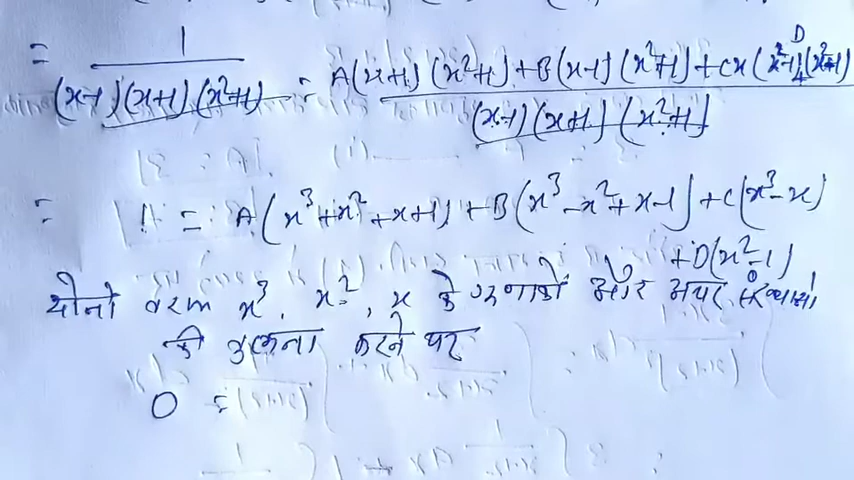 = 1 / (x-1)(x+1)(x²+1) = A(x+1)(x²+1)+B(x-1)(x²+1)+Cx(x²-1)+D(x²-1) / (x-1)(x+1)(x²+1)
= 1 = A(x³+x²+x+1)+B(x³-x²+x-1)+C(x³-x)
+D(x²-1)
x³, x², x के गुणांकों और अचर
की तुलना करने पर
0 =